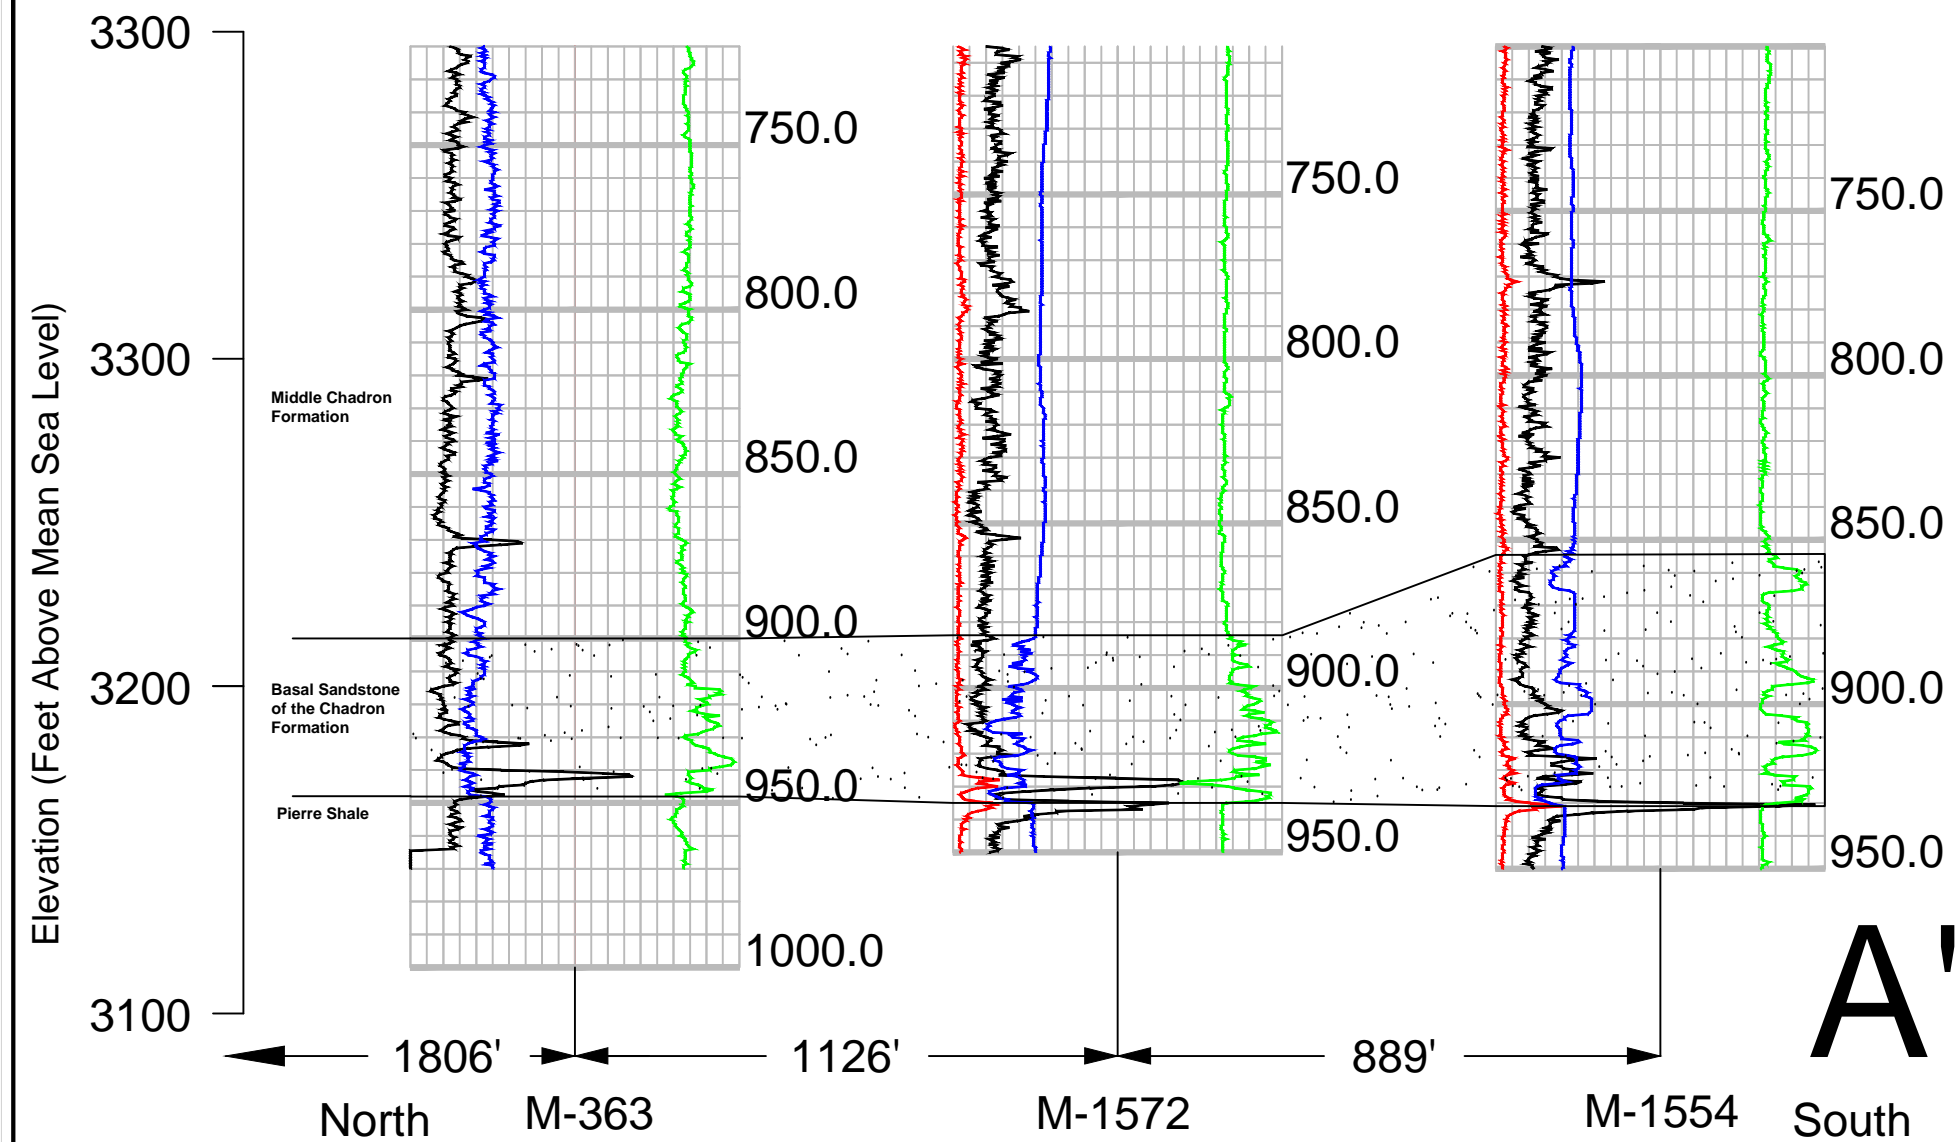 3300
3300
3200
3100
Elevation (Feet Above Mean Sea Level)
Middle Chadron
Formation
Basal Sandstone
of the Chadron
Formation
Pierre Shale
750.0
800.0
850.0
900.0
950.0
1000.0
750.0
800.0
850.0
900.0
950.0
750.0
800.0
850.0
900.0
950.0
A'
1806'
1126'
889'
North
M-363
M-1572
M-1554
South